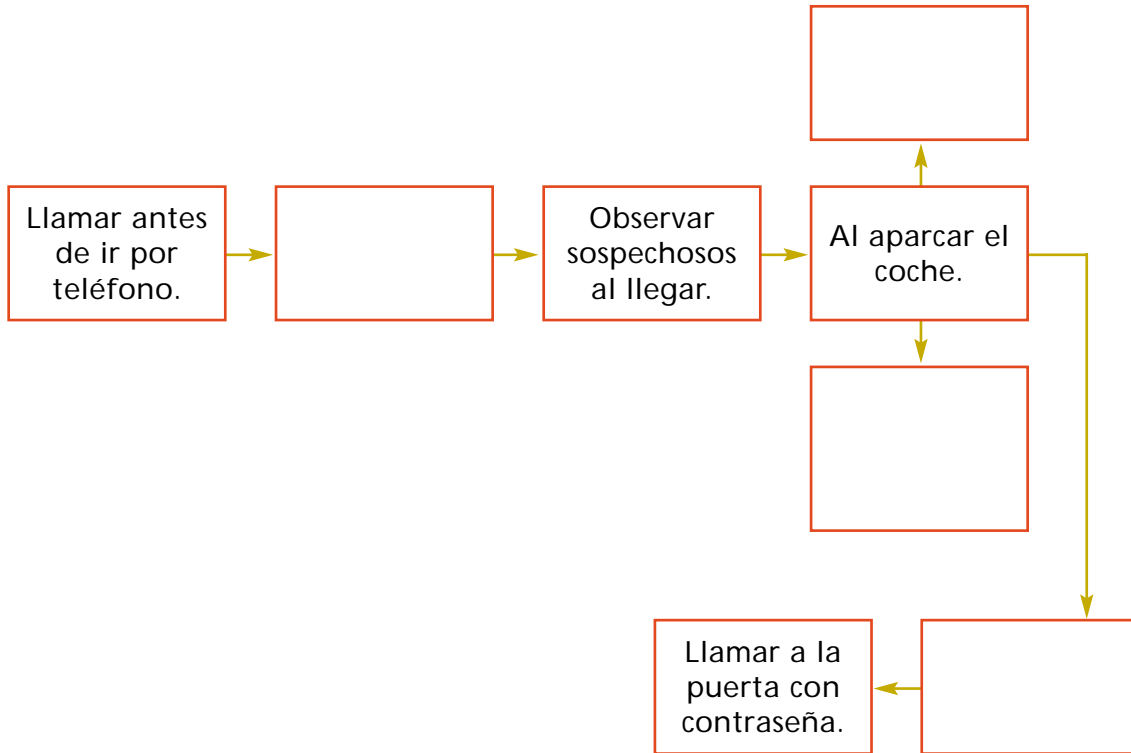 Llamar antes
de ir por
teléfono.
Observar
sospechosos
al llegar.
Al aparcar el
coche.
Llamar a la
puerta con
contraseña.